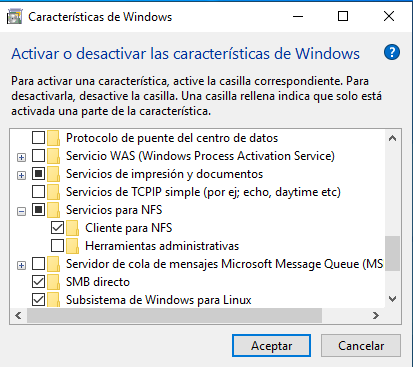 Características de Windows
Activar o desactivar las características de Windows
Para activar una característica, active la casilla correspondiente. Para
desactivarla, desactive la casilla. Una casilla rellena indica que solo está
activada una parte de la característica.
Protocolo de puente del centro de datos
Servicio WAS (Windows Process Activation Service)
Servicios de impresión y documentos
Servicios de TCPIP simple (por ej; echo, daytime etc)
Servicios para NFS
Cliente para NFS
Herramientas administrativas
Servidor de cola de mensajes Microsoft Message Queue (MS
SMB directo
Subsistema de Windows para Linux
Aceptar Cancelar